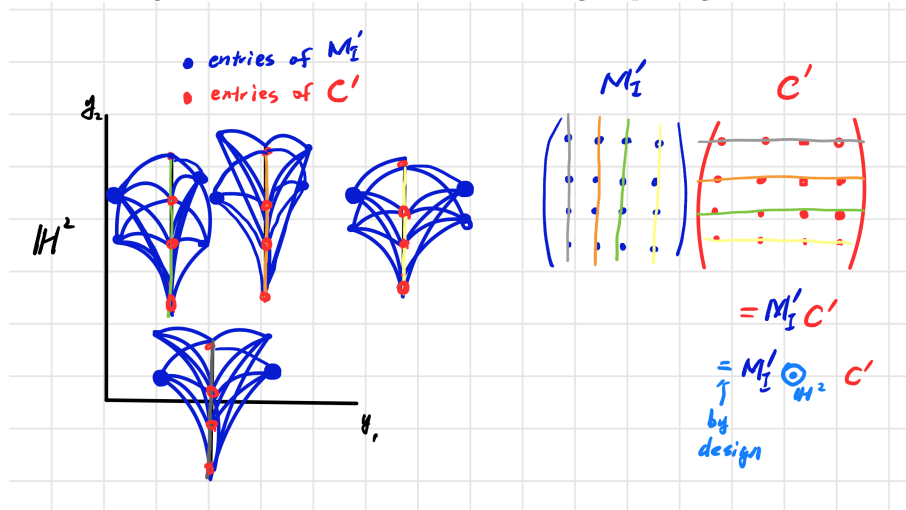 • entries of M'_I
• entries of C'
y₂
M'_I C'
ℍ²
= M'_I C'
= M'_I ⊙_ℍ² C'
by
design
y₁